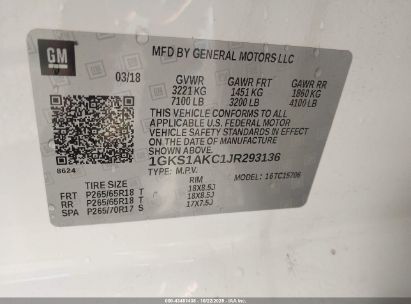 GM
MFD BY GENERAL MOTORS LLC
03/18 GVWR GAWR FRT GAWR RR
3221 KG 1451 KG 1860 KG
7100 LB 3200 LB 4100 LB
THIS VEHICLE CONFORMS TO ALL
APPLICABLE U.S. FEDERAL MOTOR
VEHICLE SAFETY AND THEFT
PREVENTION STANDARDS IN EFFECT
ON THE DATE OF MANUFACTURE
SHOWN ABOVE.
1GKS1AKC1JR293136
8624 TYPE: M.P.V. MODEL: 16TC15706
TIRE SIZE RIM
FRT P265/65R18 T 18X8.5J
RR P265/65R18 T 18X8.5J
SPA P265/70R17 S 17X7.5J